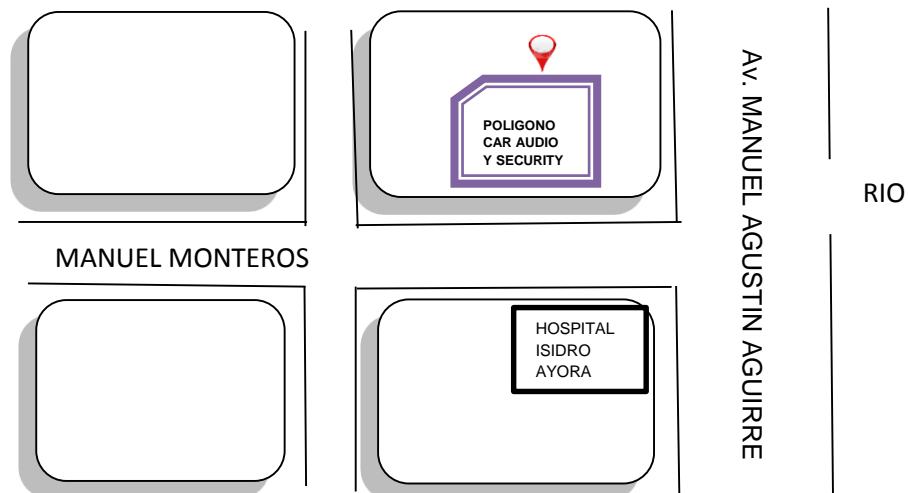 POLIGONO
CAR AUDIO
Y SECURITY
Av. MANUEL AGUSTIN AGUIRRE
RIO
MANUEL MONTEROS
HOSPITAL
ISIDRO
AYORA